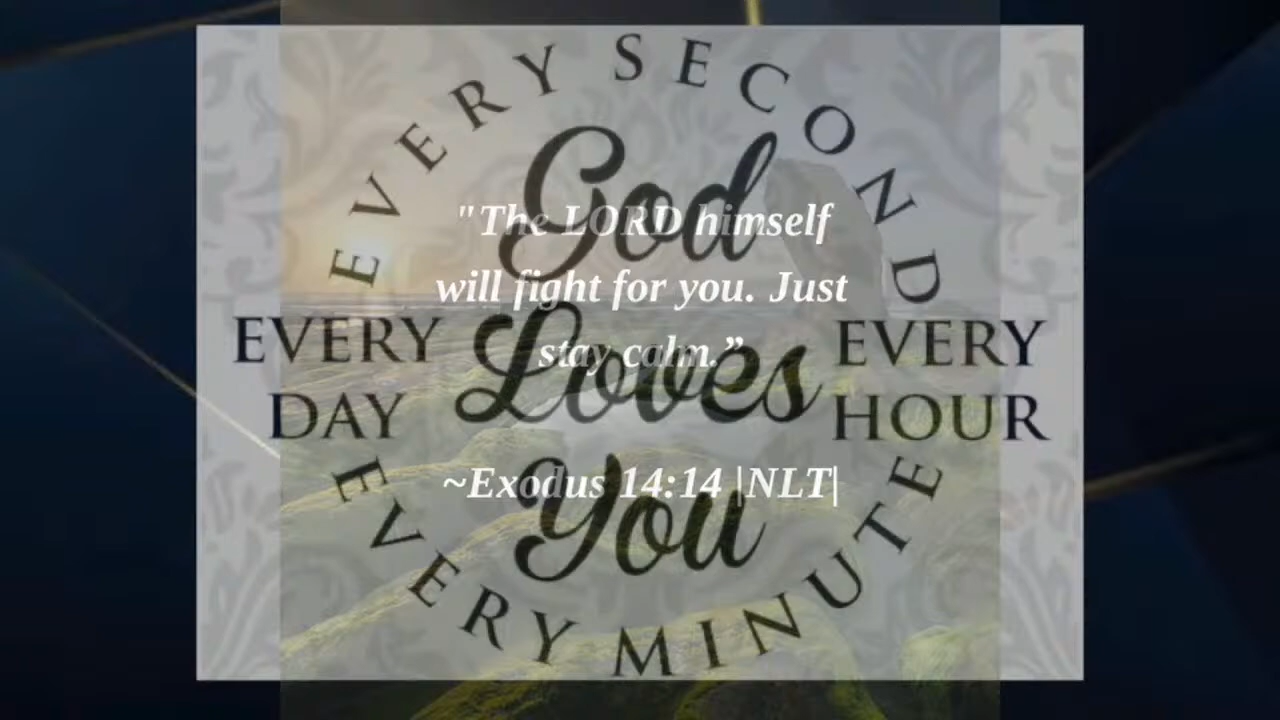 EVERY SECOND
God
"The LORD himself
will fight for you. Just
stay calm.”
Loves
EVERY
DAY
EVERY
HOUR
~Exodus 14:14 |NLT|
You
EVERY MINUTE